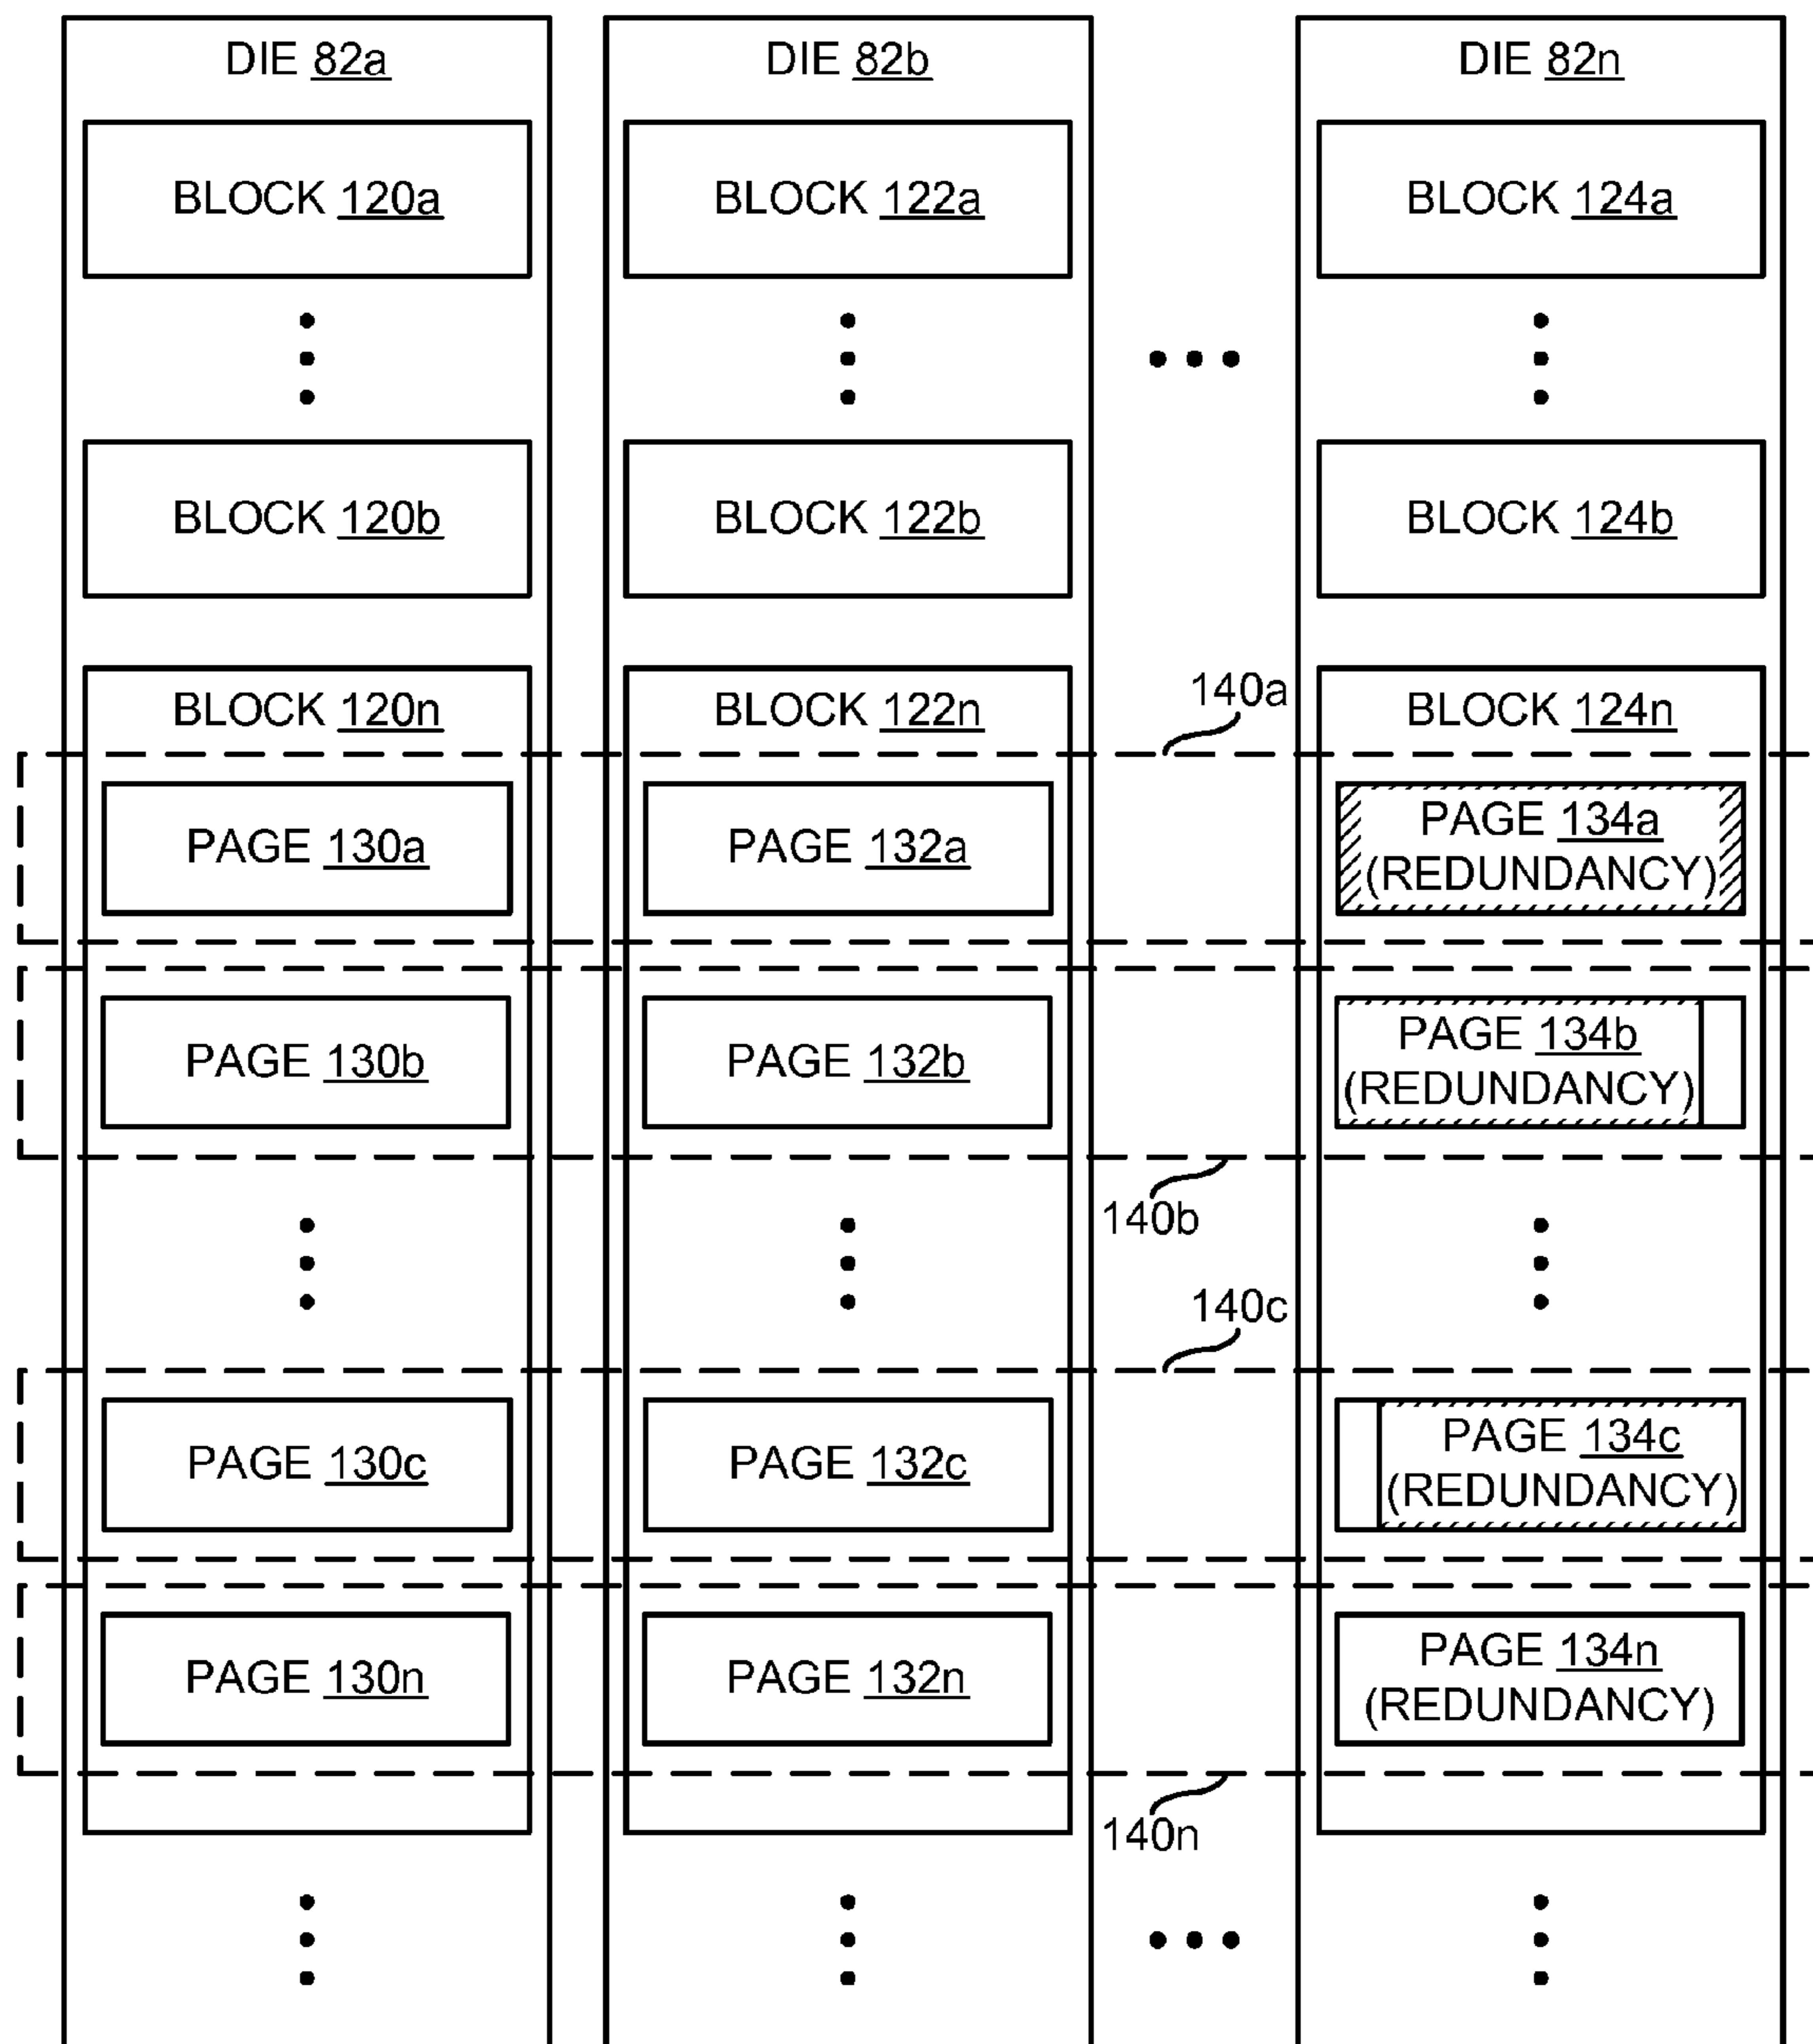 DIE 82a
DIE 82b
DIE 82n
BLOCK 120a
BLOCK 122a
BLOCK 124a
BLOCK 120b
BLOCK 122b
BLOCK 124b
BLOCK 120n
BLOCK 122n
140a
BLOCK 124n
PAGE 130a
PAGE 132a
PAGE 134a
(REDUNDANCY)
PAGE 130b
PAGE 132b
PAGE 134b
(REDUNDANCY)
140b
140c
PAGE 130c
PAGE 132c
PAGE 134c
(REDUNDANCY)
PAGE 130n
PAGE 132n
PAGE 134n
(REDUNDANCY)
140n